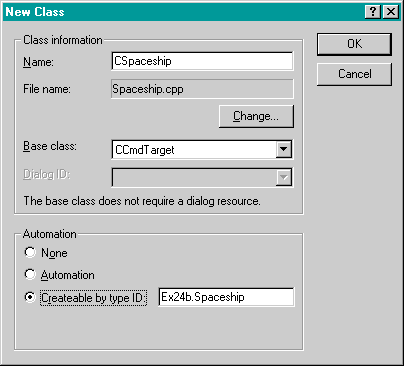 New Class
Class information
Name: CSpaceship
File name: Spaceship.cpp
Change...
Base class: CCmdTarget
Dialog ID:
The base class does not require a dialog resource.
OK
Cancel
Automation
None
Automation
Createable by type ID: Ex24b.Spaceship